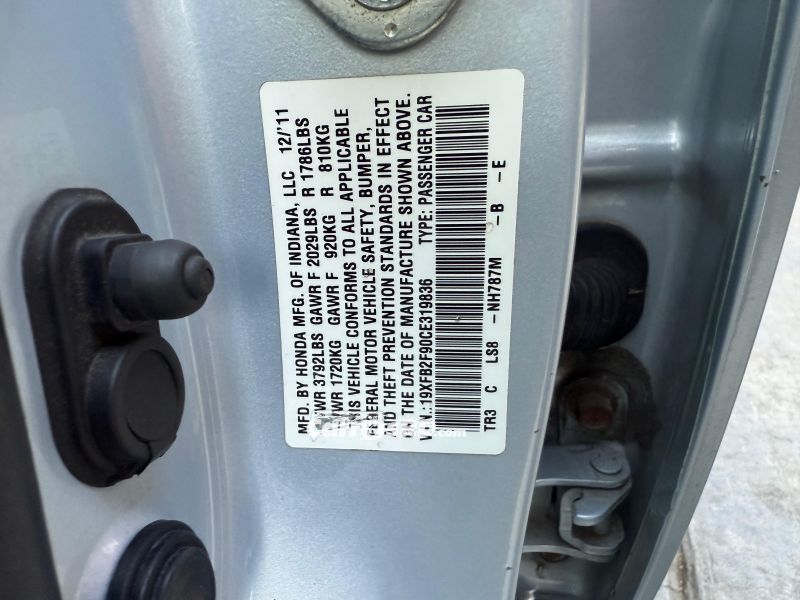 MFD. BY HONDA MFG. OF INDIANA, LLC 12/'11
GVWR 3792LBS GAWR F 2029LBS R 1786LBS
GVWR 1720KG GAWR F 920KG R 810KG
THIS VEHICLE CONFORMS TO ALL APPLICABLE
FEDERAL MOTOR VEHICLE SAFETY, BUMPER,
AND THEFT PREVENTION STANDARDS IN EFFECT
ON THE DATE OF MANUFACTURE SHOWN ABOVE.
V.I.N.:19XFB2F90CE319836 TYPE: PASSENGER CAR
TR3 C LS8 -NH787M -B -E
.com